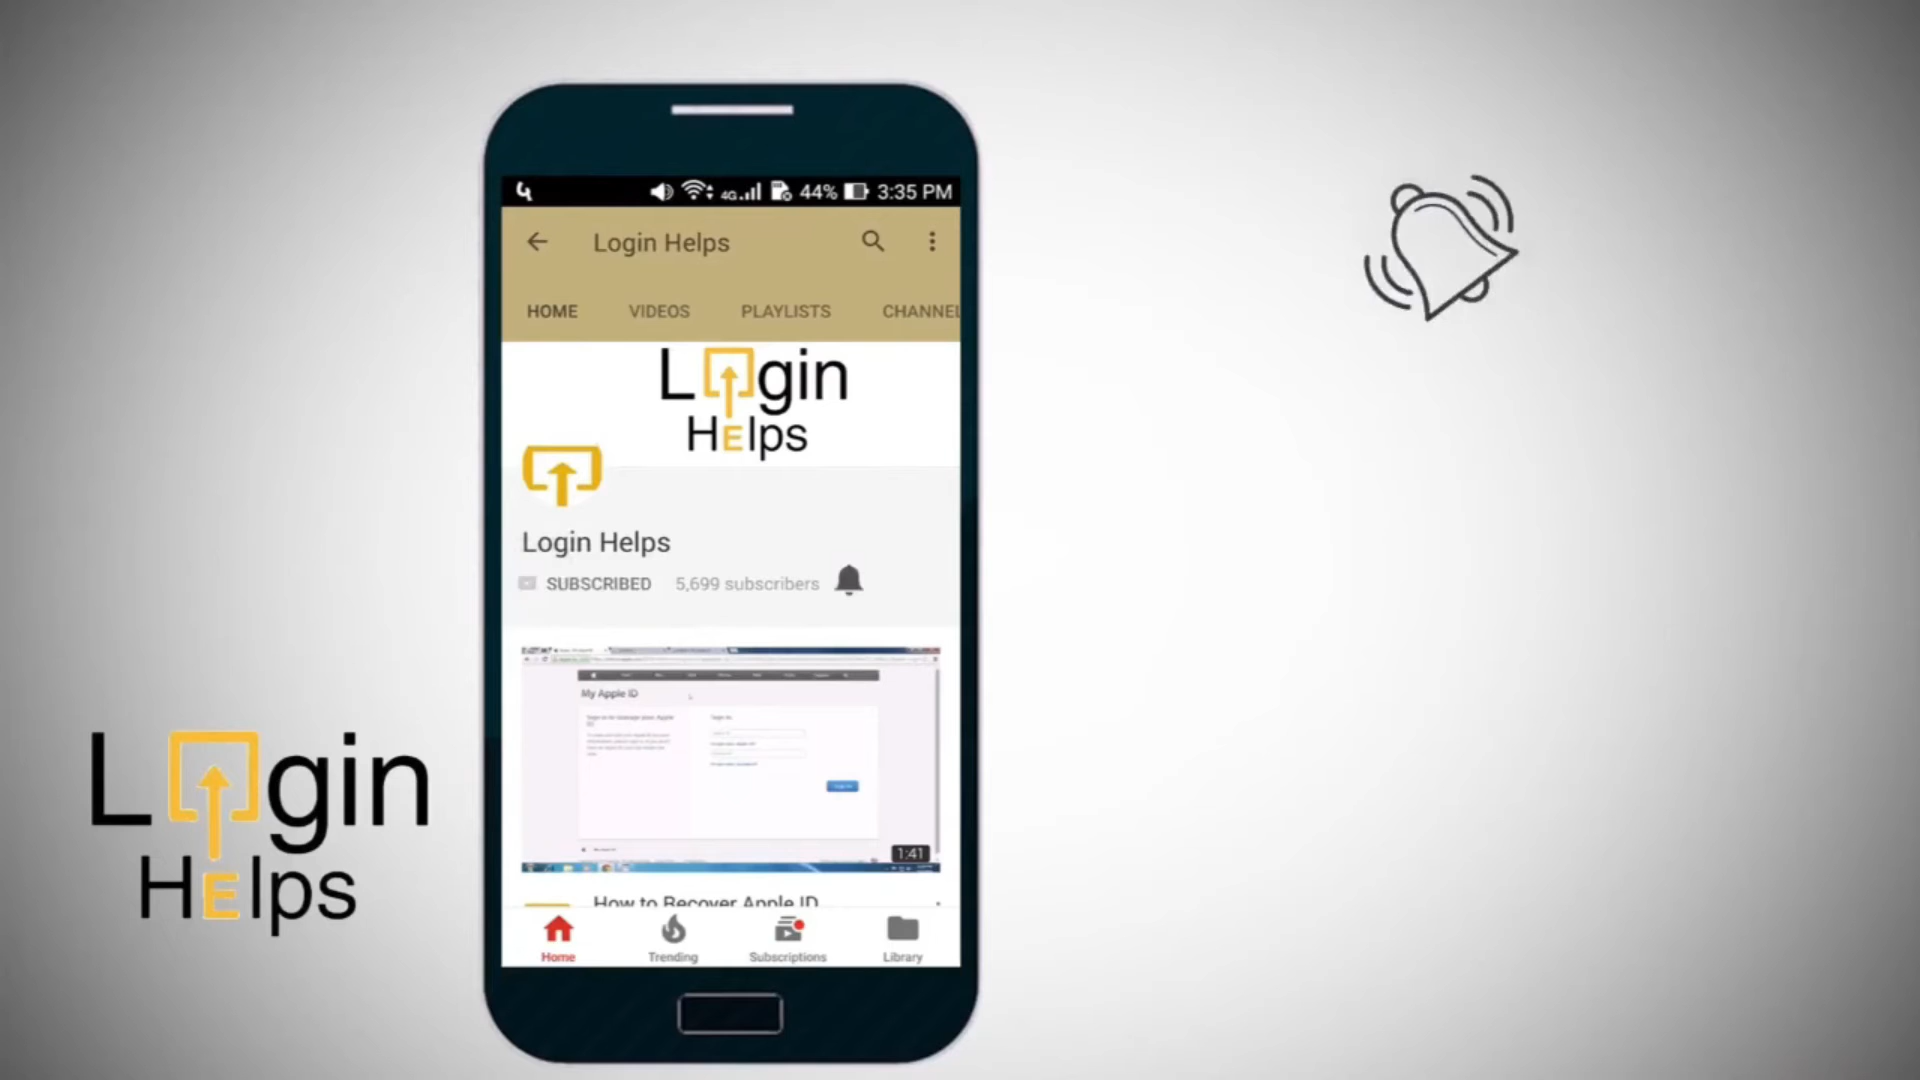 4G 44% 3:35 PM
Login Helps
HOME VIDEOS PLAYLISTS CHANNEL
Login
Helps
Login Helps
SUBSCRIBED 5,699 subscribers
My Apple ID
1:41
How to Recover Apple ID
Home Trending Subscriptions Library
Login
Helps